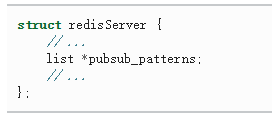 struct redisServer {
    // ...
    list *pubsub_patterns;
    // ...
};